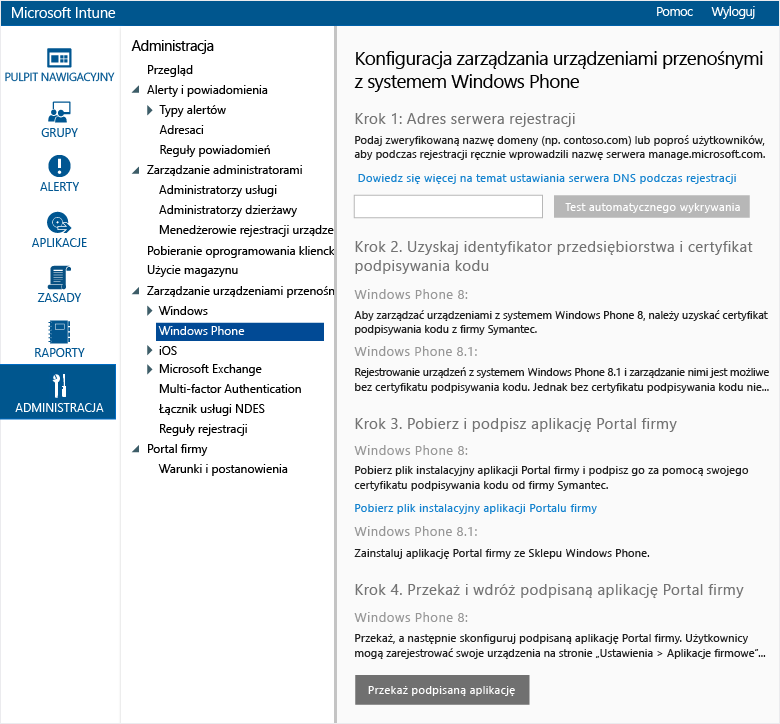 Microsoft Intune
Pomoc
Wyloguj
PULPIT NAWIGACYJNY
GRUPY
ALERTY
APLIKACJE
ZASADY
RAPORTY
ADMINISTRACJA
Administracja
Przegląd
Alerty i powiadomienia
Typy alertów
Adresaci
Reguły powiadomień
Zarządzanie administratorami
Administratorzy usługi
Administratorzy dzierżawy
Menedżerowie rejestracji urządze
Pobieranie oprogramowania klienck
Użycie magazynu
Zarządzanie urządzeniami przenośn
Windows
Windows Phone
iOS
Microsoft Exchange
Multi-factor Authentication
Łącznik usługi NDES
Reguły rejestracji
Portal firmy
Warunki i postanowienia
Konfiguracja zarządzania urządzeniami przenośnymi
z systemem Windows Phone
Krok 1: Adres serwera rejestracji
Podaj zweryfikowaną nazwę domeny (np. contoso.com) lub poproś użytkowników,
aby podczas rejestracji ręcznie wprowadzili nazwę serwera manage.microsoft.com.
Dowiedz się więcej na temat ustawiania serwera DNS podczas rejestracji
Test automatycznego wykrywania
Krok 2. Uzyskaj identyfikator przedsiębiorstwa i certyfikat
podpisywania kodu
Windows Phone 8:
Aby zarządzać urządzeniami z systemem Windows Phone 8, należy uzyskać certyfikat
podpisywania kodu z firmy Symantec.
Windows Phone 8.1:
Rejestrowanie urządzeń z systemem Windows Phone 8.1 i zarządzanie nimi jest możliwe
bez certyfikatu podpisywania kodu. Jednak bez certyfikatu podpisywania kodu nie...
Krok 3. Pobierz i podpisz aplikację Portal firmy
Windows Phone 8:
Pobierz plik instalacyjny aplikacji Portal firmy i podpisz go za pomocą swojego
certyfikatu podpisywania kodu od firmy Symantec.
Pobierz plik instalacyjny aplikacji Portalu firmy
Windows Phone 8.1:
Zainstaluj aplikację Portal firmy ze Sklepu Windows Phone.
Krok 4. Przekaż i wdróż podpisaną aplikację Portal firmy
Windows Phone 8:
Przekaż, a następnie skonfiguruj podpisaną aplikację Portal firmy. Użytkownicy
mogą zarejestrować swoje urządzenia na stronie „Ustawienia > Aplikacje firmowe”...
Przekaż podpisaną aplikację